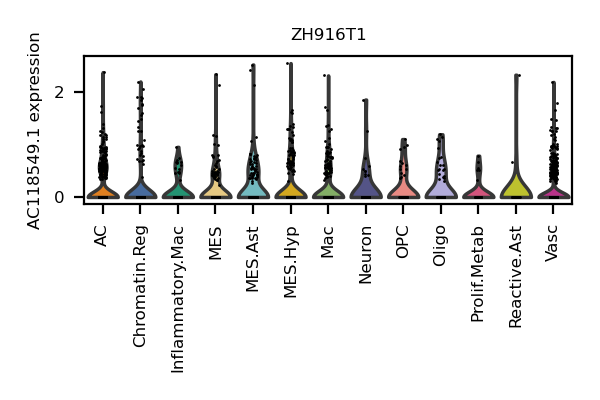 ZH916T1
AC118549.1 expression
2
0
AC
Chromatin.Reg
Inflammatory.Mac
MES
MES.Ast
MES.Hyp
Mac
Neuron
OPC
Oligo
Prolif.Metab
Reactive.Ast
Vasc